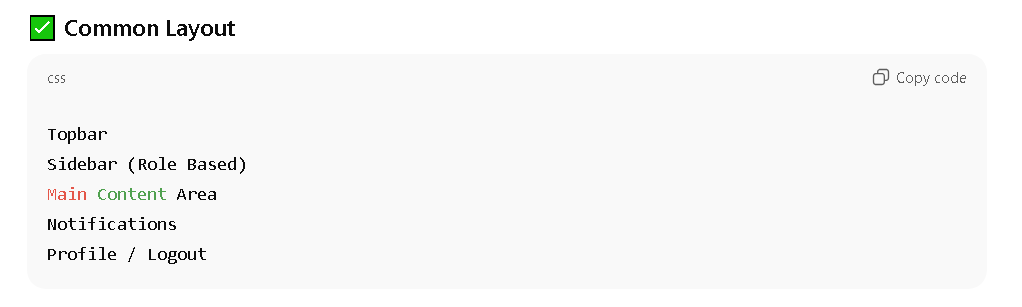 ✅ Common Layout
css
Copy code
Topbar
Sidebar (Role Based)
Main Content Area
Notifications
Profile / Logout